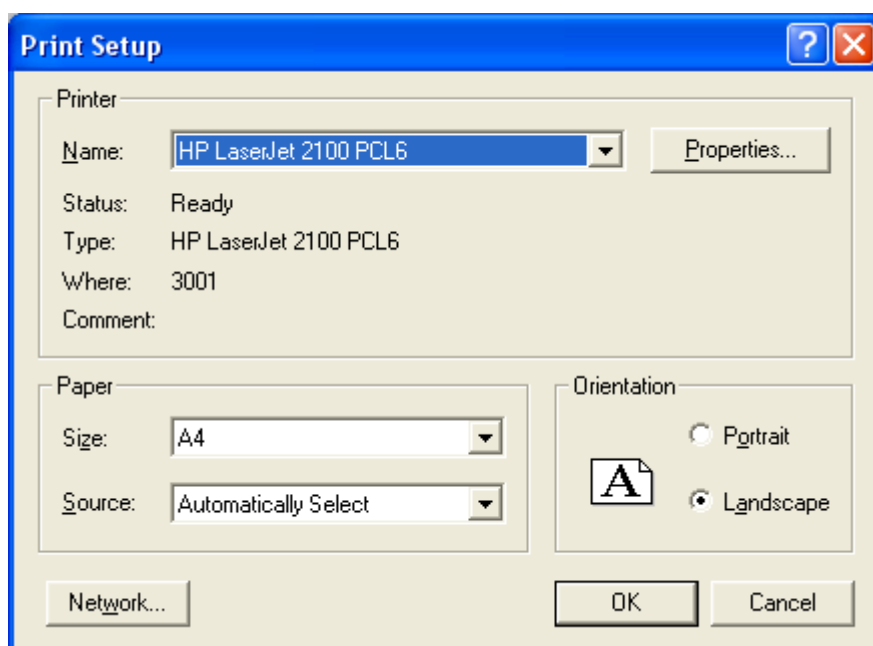 Print Setup
Printer
Name: HP LaserJet 2100 PCL6 Properties...
Status: Ready
Type: HP LaserJet 2100 PCL6
Where: 3001
Comment:
Paper
Size: A4
Source: Automatically Select
Orientation
Portrait
A
Landscape
Network... OK Cancel